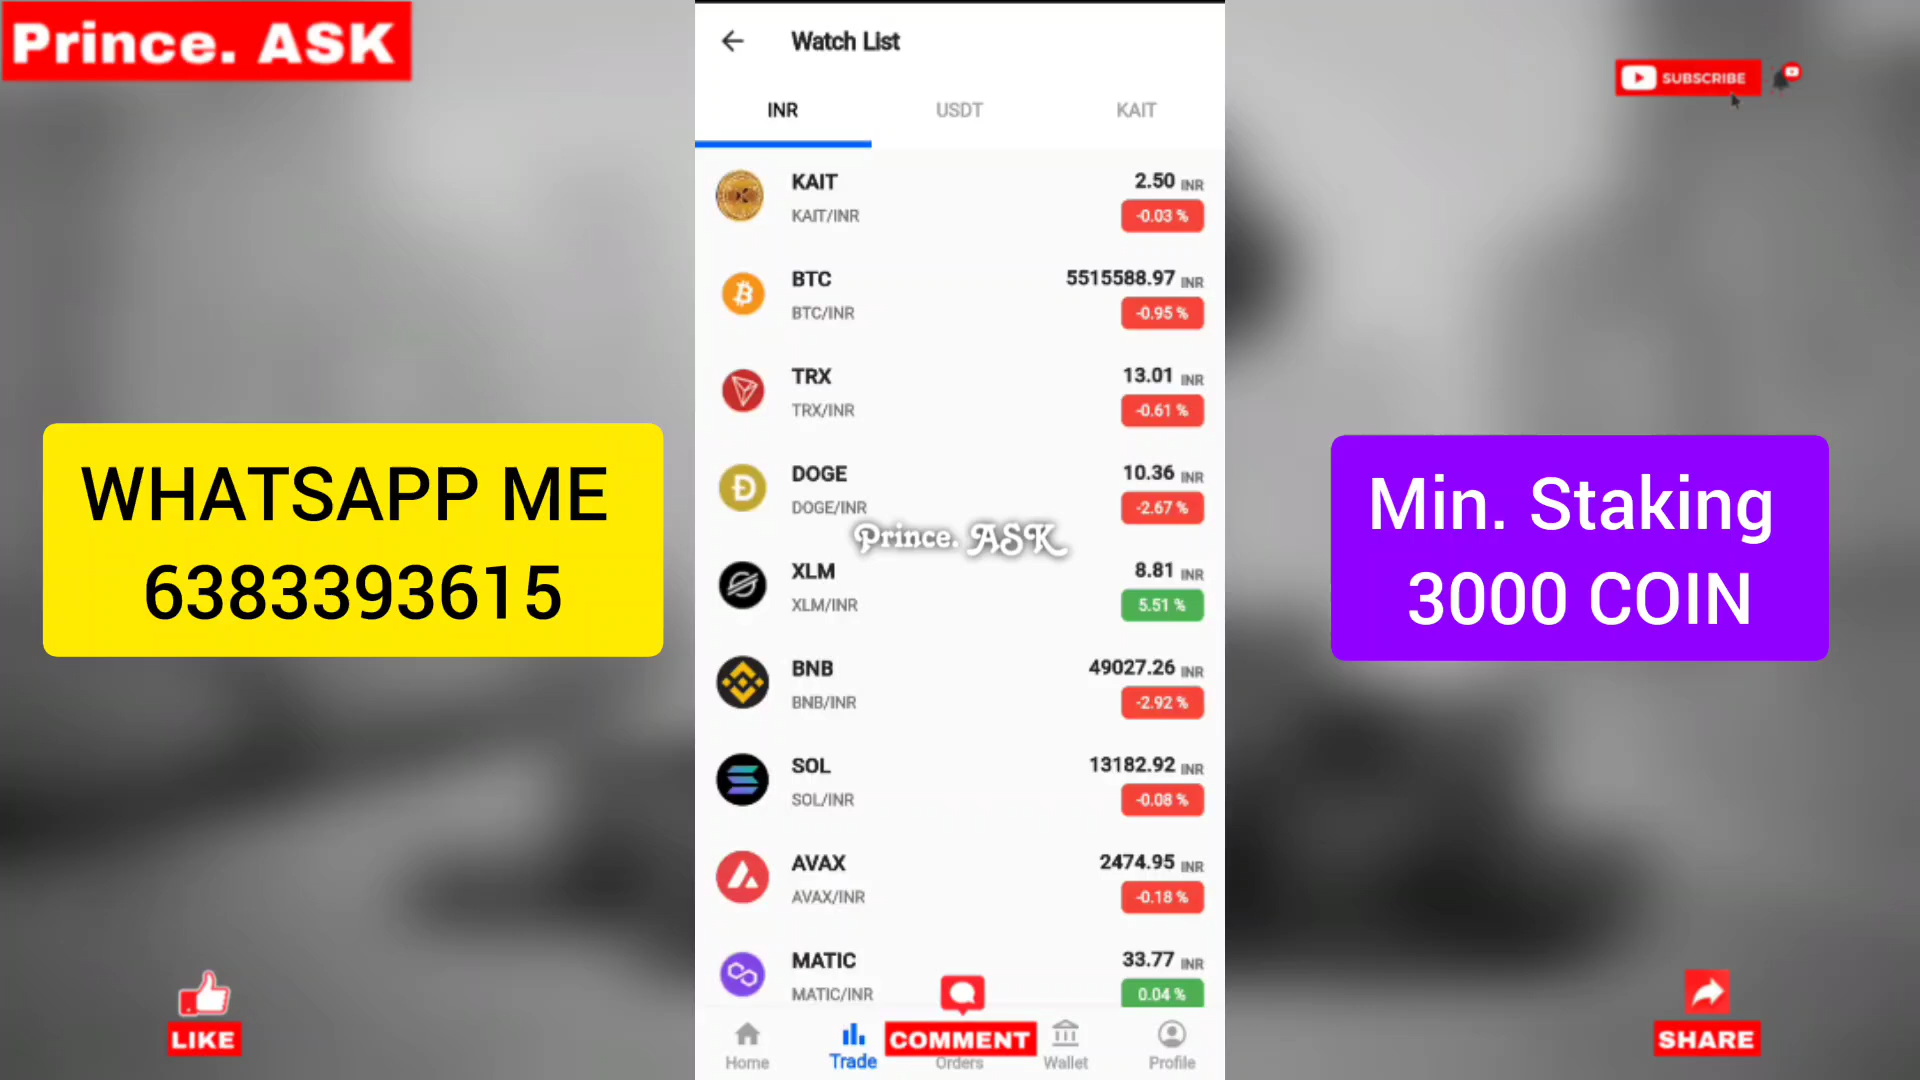 Prince. ASK
SUBSCRIBE
Watch List
INR USDT KAIT
KAIT 2.50 INR
KAIT/INR -0.03 %
BTC 5515588.97 INR
BTC/INR -0.95 %
TRX 13.01 INR
TRX/INR -0.61 %
DOGE 10.36 INR
DOGE/INR -2.67 %
Prince. ASK
XLM 8.81 INR
XLM/INR 5.51 %
BNB 49027.26 INR
BNB/INR -2.92 %
SOL 13182.92 INR
SOL/INR -0.08 %
AVAX 2474.95 INR
AVAX/INR -0.18 %
MATIC 33.77 INR
MATIC/INR 0.04 %
Home Trade Orders Wallet Profile
WHATSAPP ME
6383393615
Min. Staking
3000 COIN
LIKE
COMMENT
SHARE